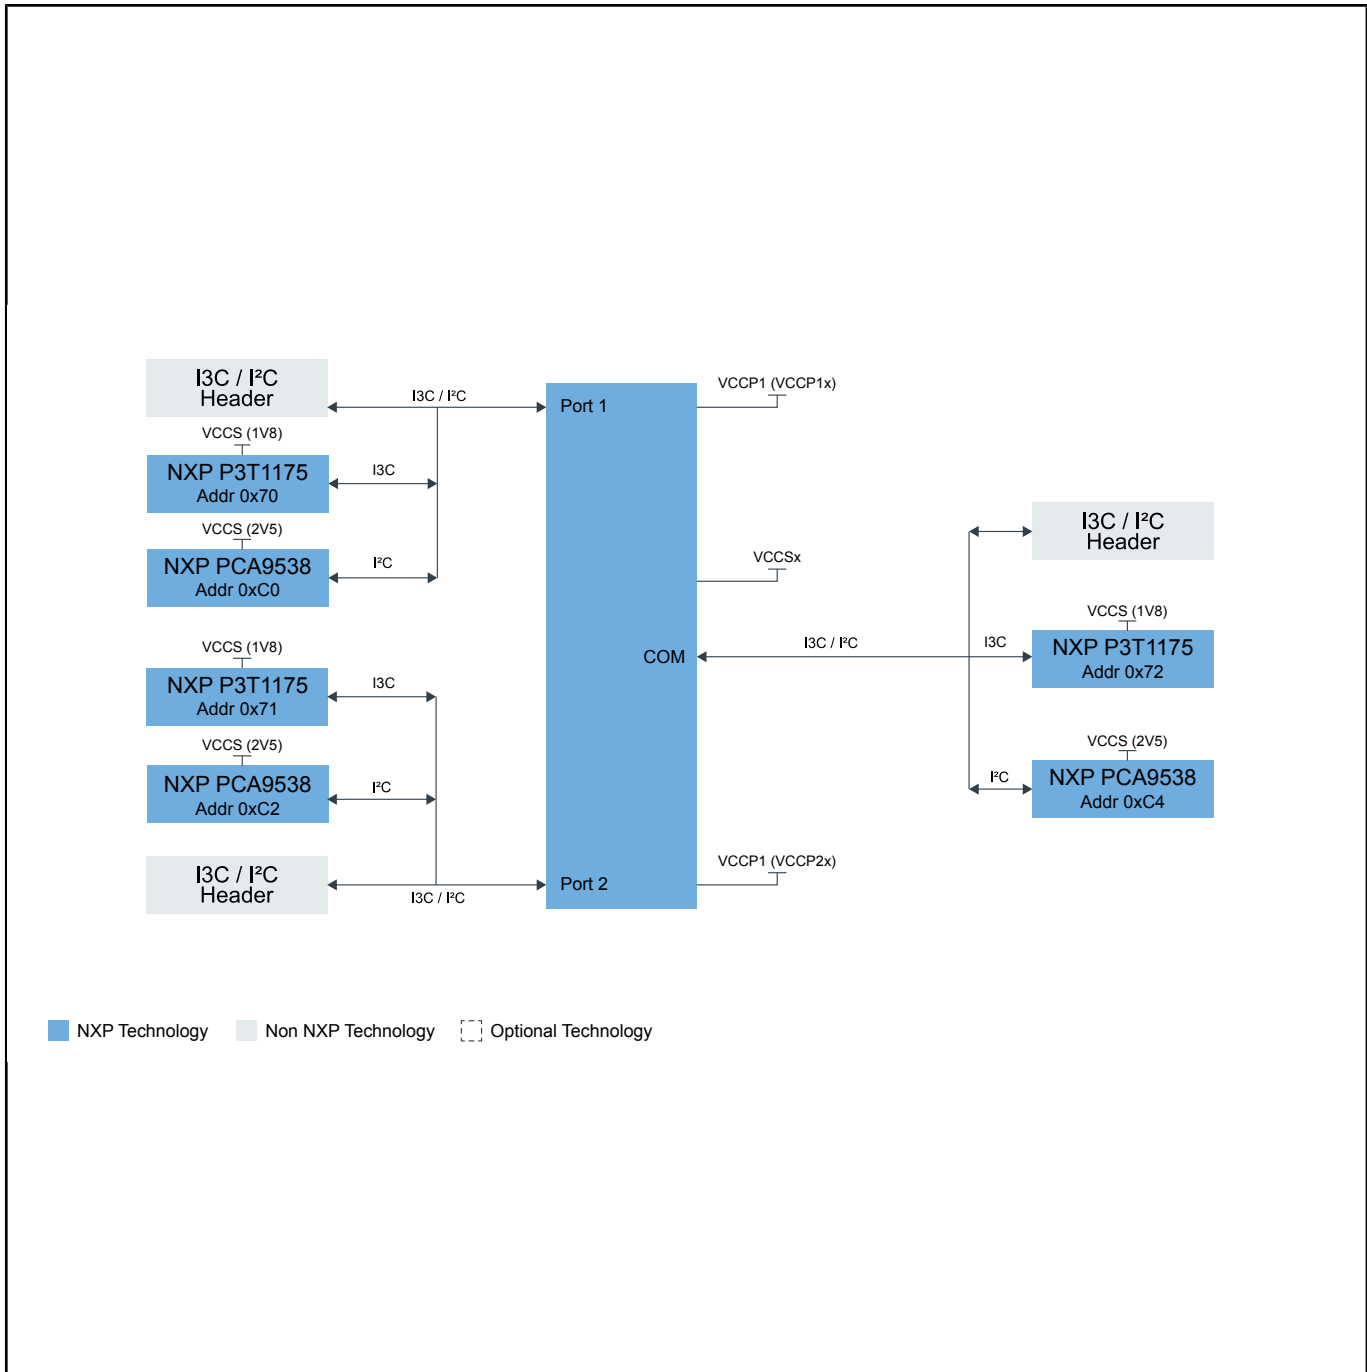 I3C / I²C
Header
I3C / I²C
VCCS (1V8)
NXP P3T1175
Addr 0x70
I3C
VCCS (2V5)
NXP PCA9538
Addr 0xC0
I²C
VCCS (1V8)
NXP P3T1175
Addr 0x71
I3C
VCCS (2V5)
NXP PCA9538
Addr 0xC2
I²C
I3C / I²C
Header
I3C / I²C
Port 1
COM
Port 2
VCCP1 (VCCP1x)
VCCSx
I3C / I²C
VCCP1 (VCCP2x)
I3C / I²C
Header
VCCS (1V8)
I3C
NXP P3T1175
Addr 0x72
VCCS (2V5)
I²C
NXP PCA9538
Addr 0xC4
NXP Technology
Non NXP Technology
Optional Technology